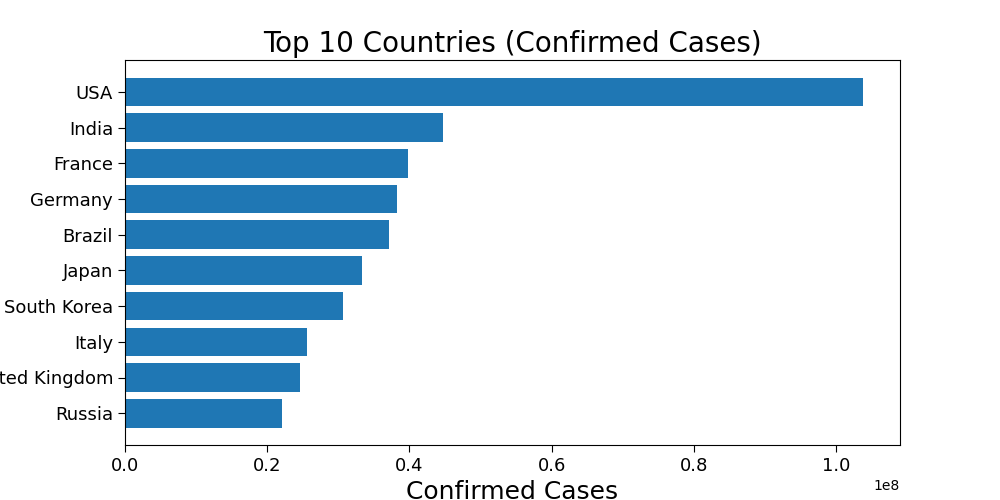 Top 10 Countries (Confirmed Cases)
USA
India
France
Germany
Brazil
Japan
South Korea
Italy
ted Kingdom
Russia
0.0 0.2 0.4 0.6 0.8 1.0
1e8
Confirmed Cases